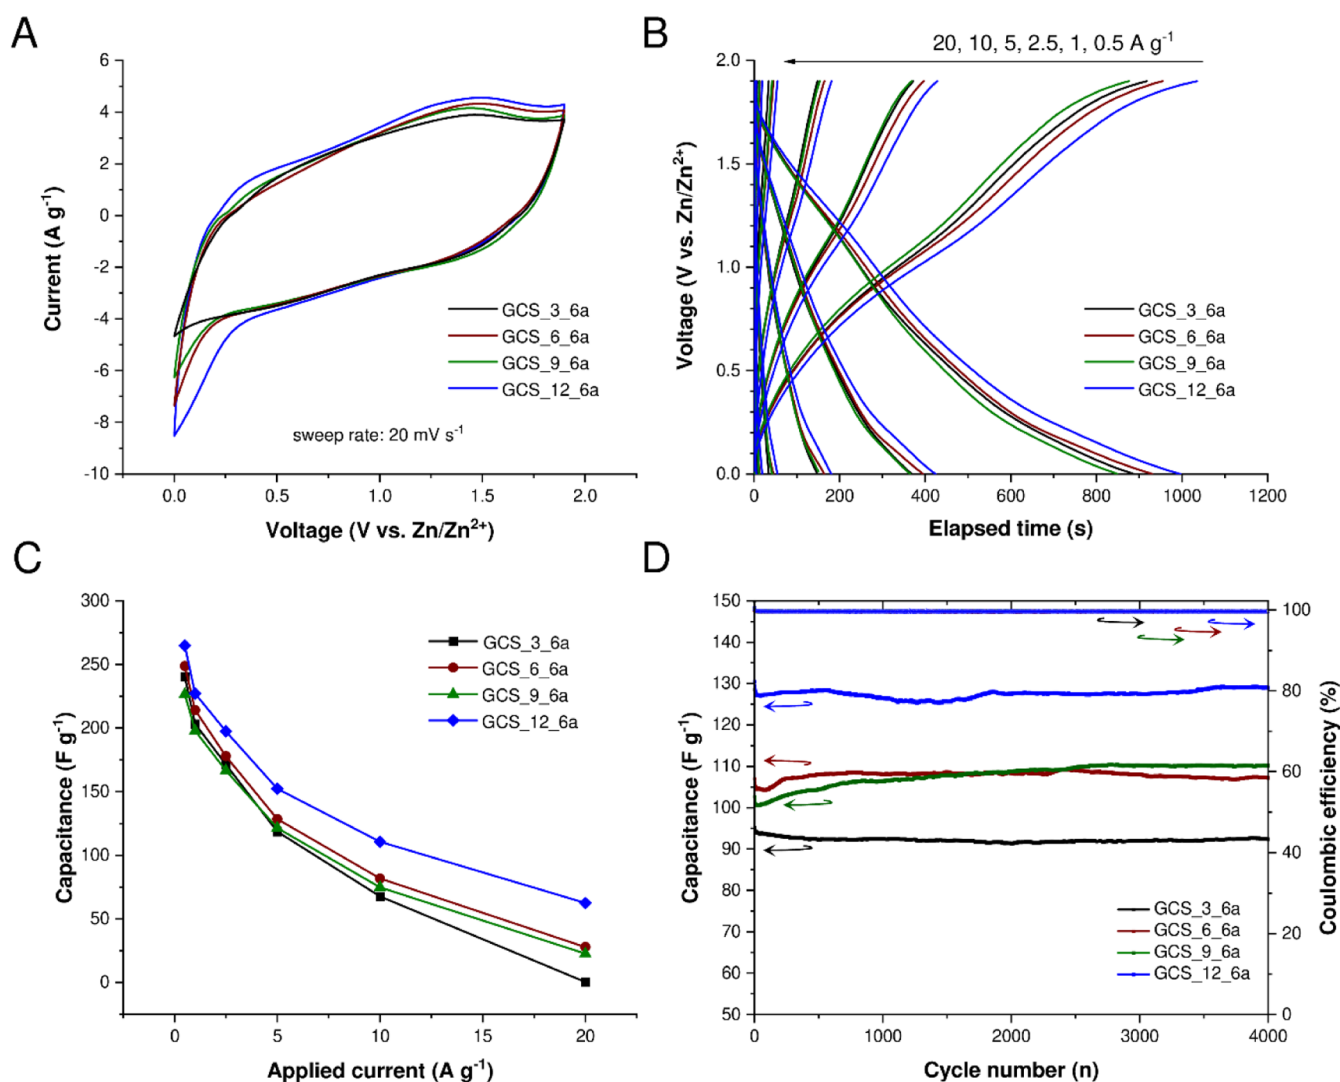 A
6
4
2
0
-2
-4
-6
-8
-10
Current (A g⁻¹)
GCS_3_6a
GCS_6_6a
GCS_9_6a
GCS_12_6a
sweep rate: 20 mV s⁻¹
0.0 0.5 1.0 1.5 2.0
Voltage (V vs. Zn/Zn²⁺)
B
20, 10, 5, 2.5, 1, 0.5 A g⁻¹
2.0
1.5
1.0
0.5
0.0
Voltage (V vs. Zn/Zn²⁺)
GCS_3_6a
GCS_6_6a
GCS_9_6a
GCS_12_6a
0 200 400 600 800 1000 1200
Elapsed time (s)
C
300
250
200
150
100
50
0
Capacitance (F g⁻¹)
GCS_3_6a
GCS_6_6a
GCS_9_6a
GCS_12_6a
0 5 10 15 20
Applied current (A g⁻¹)
D
150
140
130
120
110
100
90
80
70
60
50
Capacitance (F g⁻¹)
100
80
60
40
20
0
Coulombic efficiency (%)
GCS_3_6a
GCS_6_6a
GCS_9_6a
GCS_12_6a
0 1000 2000 3000 4000
Cycle number (n)